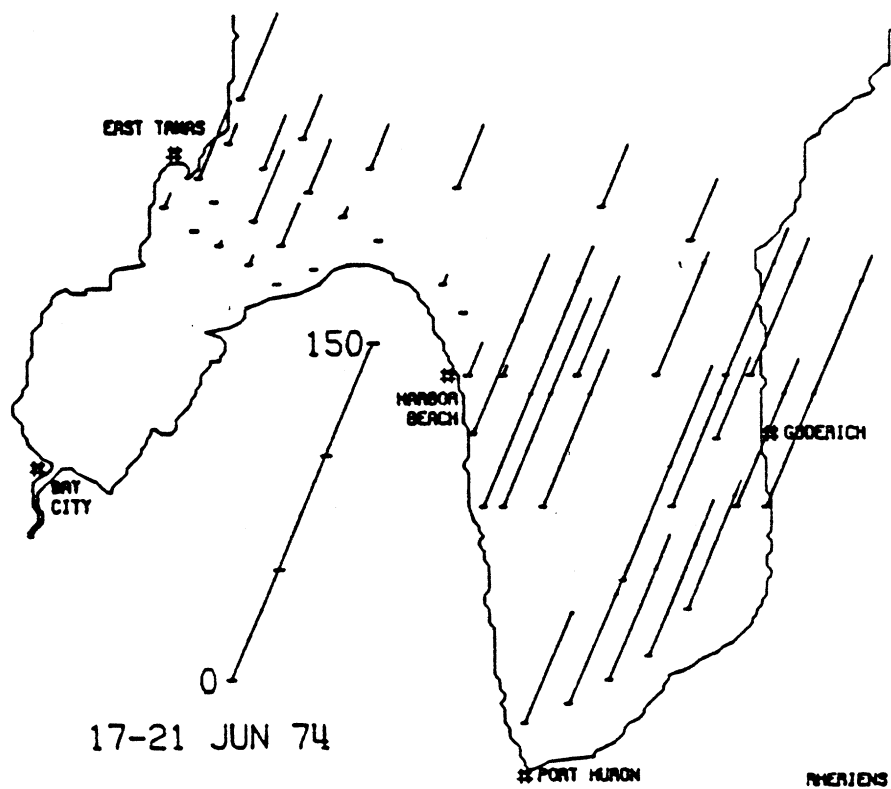 EAST TAWAS
150
HARBOR
BEACH
GODERICH
BAY
CITY
0
17-21 JUN 74
PORT HURON
AMERIENS